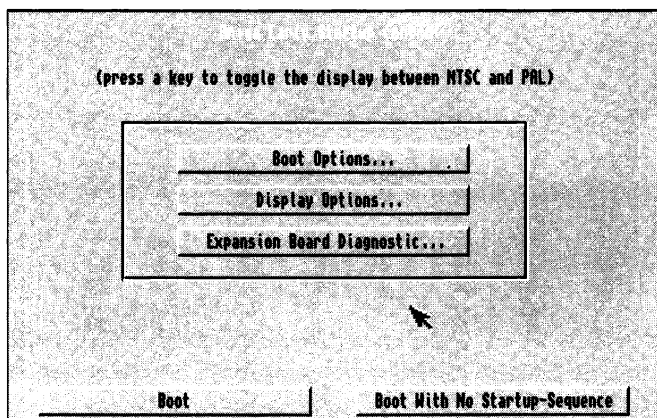 (press a key to toggle the display between NTSC and PAL)
Boot Options...
Display Options...
Expansion Board Diagnostic...
Boot
Boot With No Startup-Sequence